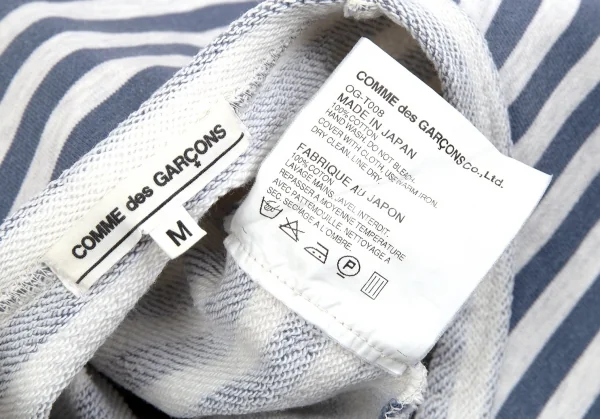 COMME des GARÇONS
M
COMME des GARÇONS Co., Ltd.
OG-T008
MADE IN JAPAN
100% COTTON
HAND WASH, DO NOT BLEACH.
COVER WITH CLOTH, USE WARM IRON.
DRY CLEAN, LINE DRY.
FABRIQUE AU JAPON
100% COTON
LAVAGE MAINS, JAVEL INTERDIT.
REPASSER A MOYENNE TEMPERATURE
AVEC PATTEMOUILLE. NETTOYAGE A
SEC, SECHAGE A L'OMBRE.
P